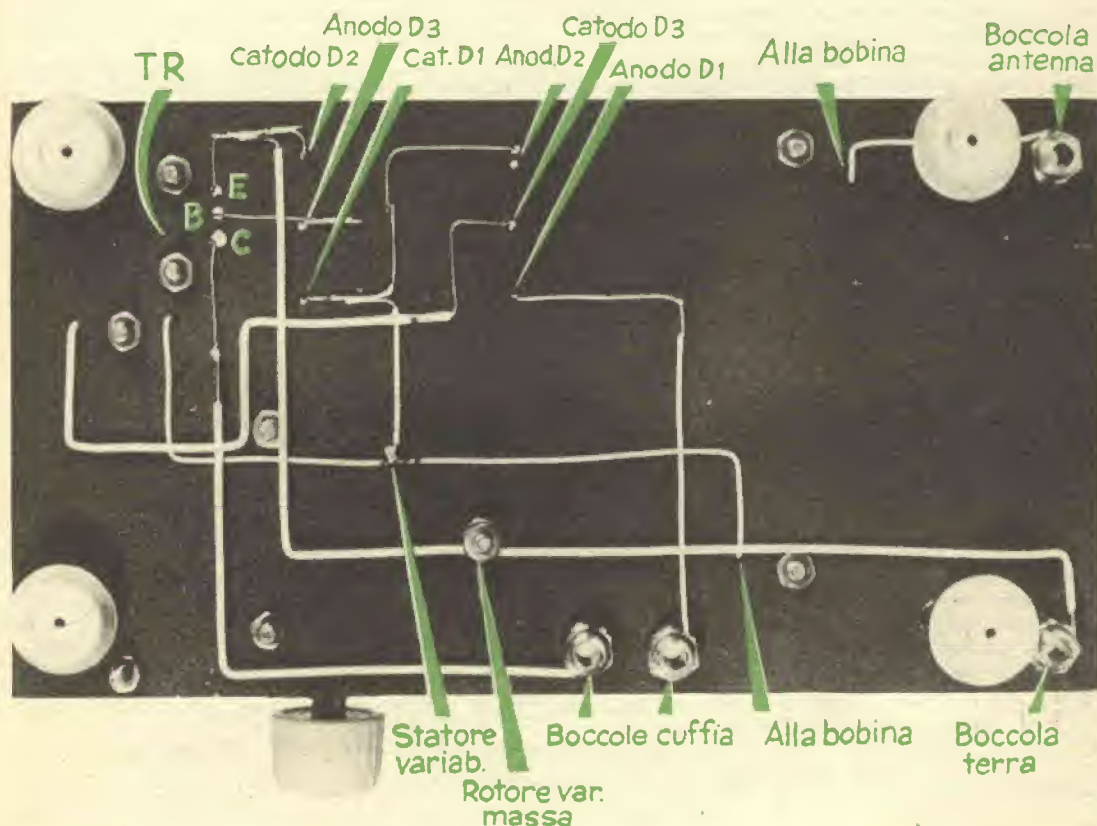 TR
Catodo D2
Anodo D3
Cat. D1
Anod. D2
Catodo D3
Anodo D1
Alla bobina
Boccola
antenna
E
B
C
Statore
variab.
Rotore var.
massa
Boccole cuffia
Alla bobina
Boccola
terra